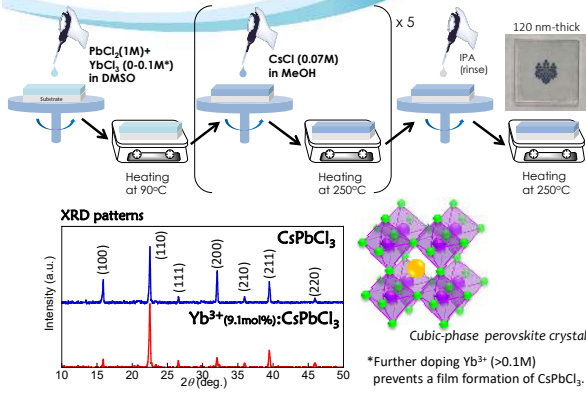 PbCl₂(1M)+
YbCl₃ (0-0.1M*)
in DMSO
Substrate
Heating
at 90°C
CsCl (0.07M)
in MeOH
Heating
at 250°C
x 5
IPA
(rinse)
120 nm-thick
Heating
at 250°C
XRD patterns
CsPbCl₃
(100)
(110)
(111)
(200)
(210)
(211)
(220)
Yb³⁺(9.1mol%):CsPbCl₃
Intensity (a.u.)
10 15 20 25 30 35 40 45 50
2θ (deg.)
Cubic-phase perovskite crystal
*Further doping Yb³⁺ (>0.1M)
prevents a film formation of CsPbCl₃.